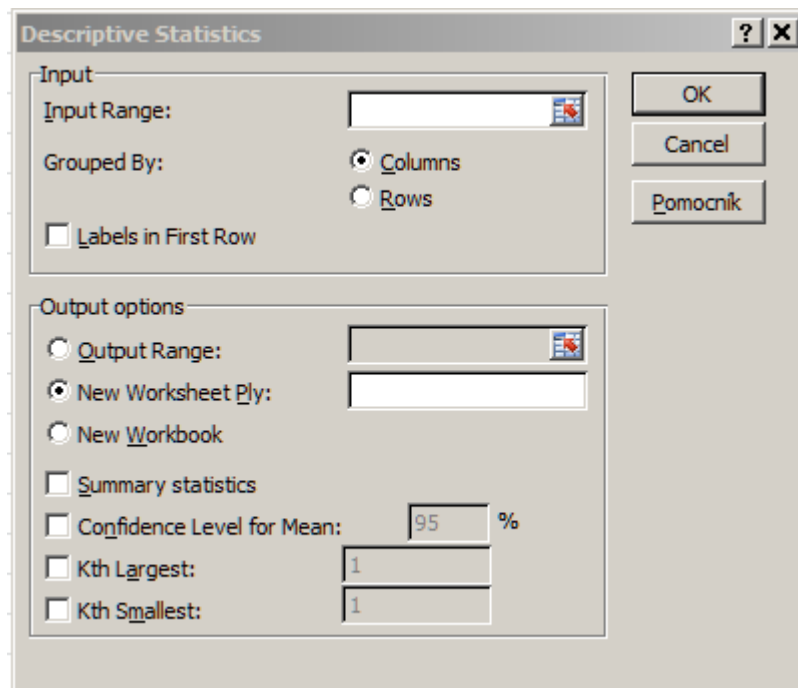 Descriptive Statistics
Input
Input Range:
Grouped By:
Columns
Rows
Labels in First Row
OK
Cancel
Pomocník
Output options
Output Range:
New Worksheet Ply:
New Workbook
Summary statistics
Confidence Level for Mean: 95 %
Kth Largest: 1
Kth Smallest: 1